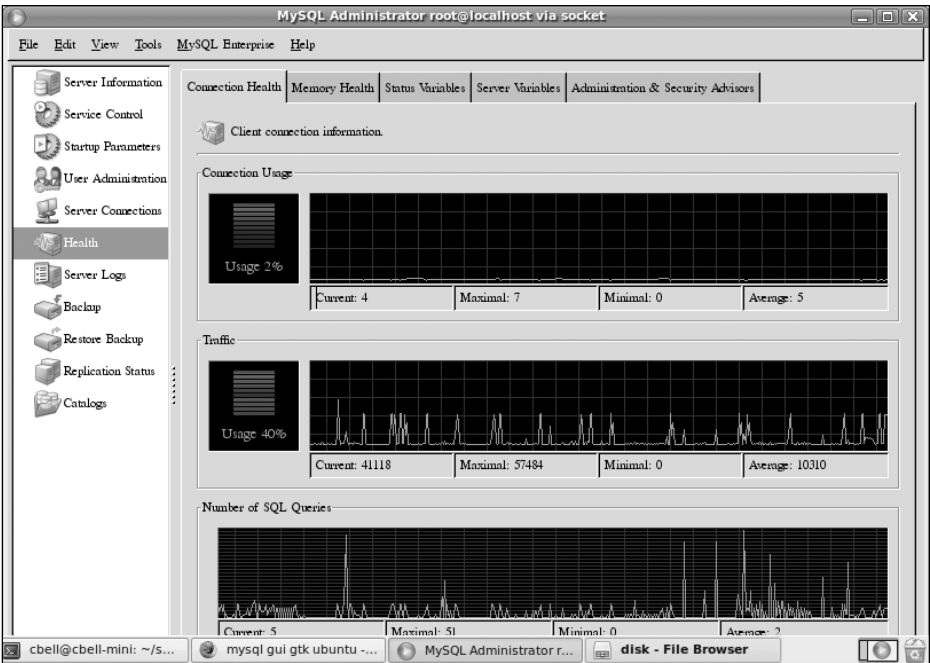 MySQL Administrator root@localhost via socket
File Edit View Tools MySQL Enterprise Help
Server Information
Service Control
Startup Parameters
User Administration
Server Connections
Health
Server Logs
Backup
Restore Backup
Replication Status
Catalogs
Connection Health Memory Health Status Variables Server Variables Administration & Security Advisors
Client connection information.
Connection Usage
Usage 2%
Current: 4 Maximal: 7 Minimal: 0 Average: 5
Traffic
Usage 40%
Current: 41118 Maximal: 57484 Minimal: 0 Average: 10310
Number of SQL Queries
Current: 5 Maximal: 51 Minimal: 0 Average: 2
cbell@cbell-mini: ~/s... mysql gui gtk ubuntu -... MySQL Administrator r... disk - File Browser